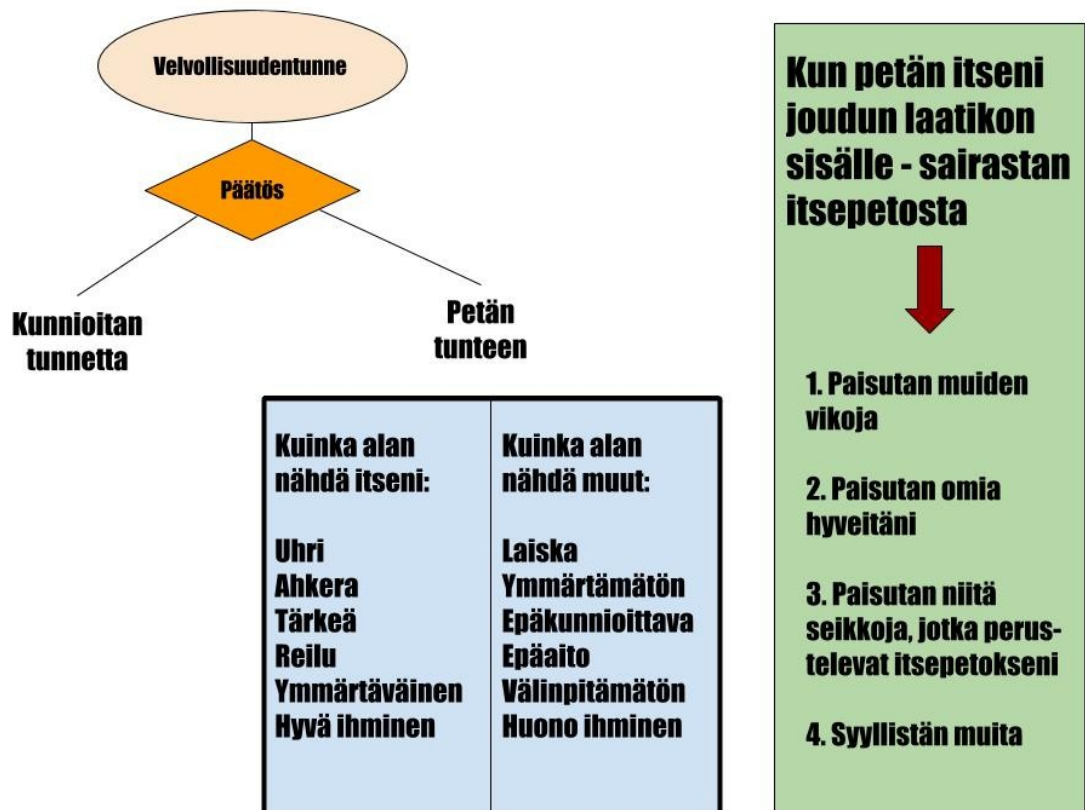 Velvollisuudentunne
Päätös
Kunnioitan
tunnetta
Petän
tunteen
Kuinka alan
nähdä itseni:
Uhri
Ahkera
Tärkeä
Reilu
Ymmärtäväinen
Hyvä ihminen
Kuinka alan
nähdä muut:
Laiska
Ymmärtämätön
Epäkunnioittava
Epäaito
Välinpitämätön
Huono ihminen
Kun petän itseni
joudun laatikon
sisälle - sairastan
itsepetosta
1. Paisutan muiden
vikoja
2. Paisutan omia
hyveitäni
3. Paisutan niitä
seikkoja, jotka perus-
televat itsepetokseni
4. Syyllistän muita